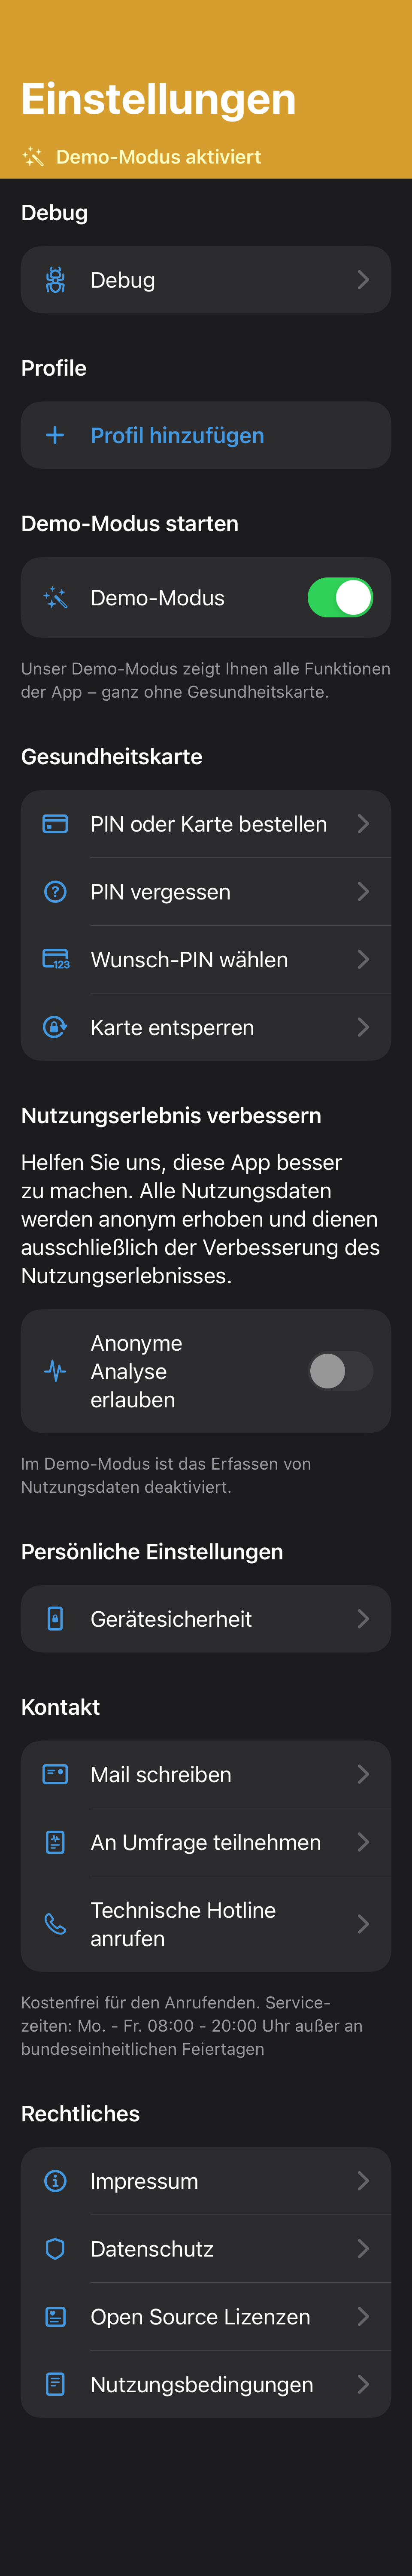 Einstellungen
Demo-Modus aktiviert
Debug
Debug
Profile
Profil hinzufügen
Demo-Modus starten
Demo-Modus
Unser Demo-Modus zeigt Ihnen alle Funktionen
der App – ganz ohne Gesundheitskarte.
Gesundheitskarte
PIN oder Karte bestellen
PIN vergessen
123
Wunsch-PIN wählen
Karte entsperren
Nutzungserlebnis verbessern
Helfen Sie uns, diese App besser
zu machen. Alle Nutzungsdaten
werden anonym erhoben und dienen
ausschließlich der Verbesserung des
Nutzungserlebnisses.
Anonyme
Analyse
erlauben
Im Demo-Modus ist das Erfassen von
Nutzungsdaten deaktiviert.
Persönliche Einstellungen
Gerätesicherheit
Kontakt
Mail schreiben
An Umfrage teilnehmen
Technische Hotline
anrufen
Kostenfrei für den Anrufenden. Service-
zeiten: Mo. - Fr. 08:00 - 20:00 Uhr außer an
bundeseinheitlichen Feiertagen
Rechtliches
Impressum
Datenschutz
Open Source Lizenzen
Nutzungsbedingungen